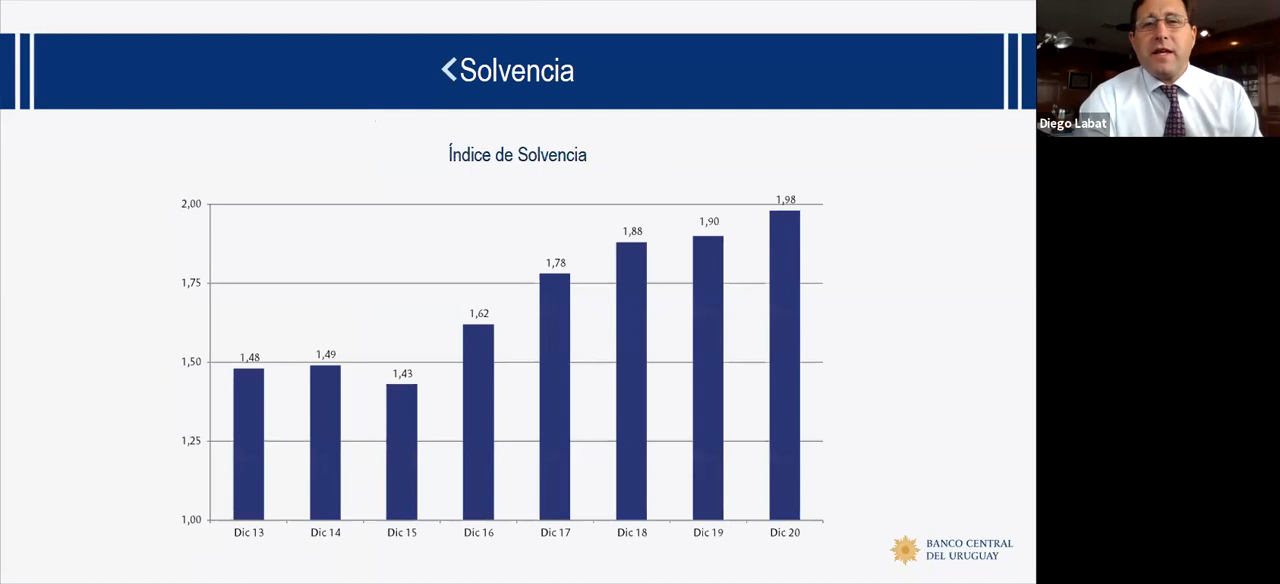 <Solvencia
Diego Labat
Índice de Solvencia
2,00
1,75
1,50
1,25
1,00
1,48
1,49
1,43
1,62
1,78
1,88
1,90
1,98
Dic 13
Dic 14
Dic 15
Dic 16
Dic 17
Dic 18
Dic 19
Dic 20
BANCO CENTRAL
DEL URUGUAY